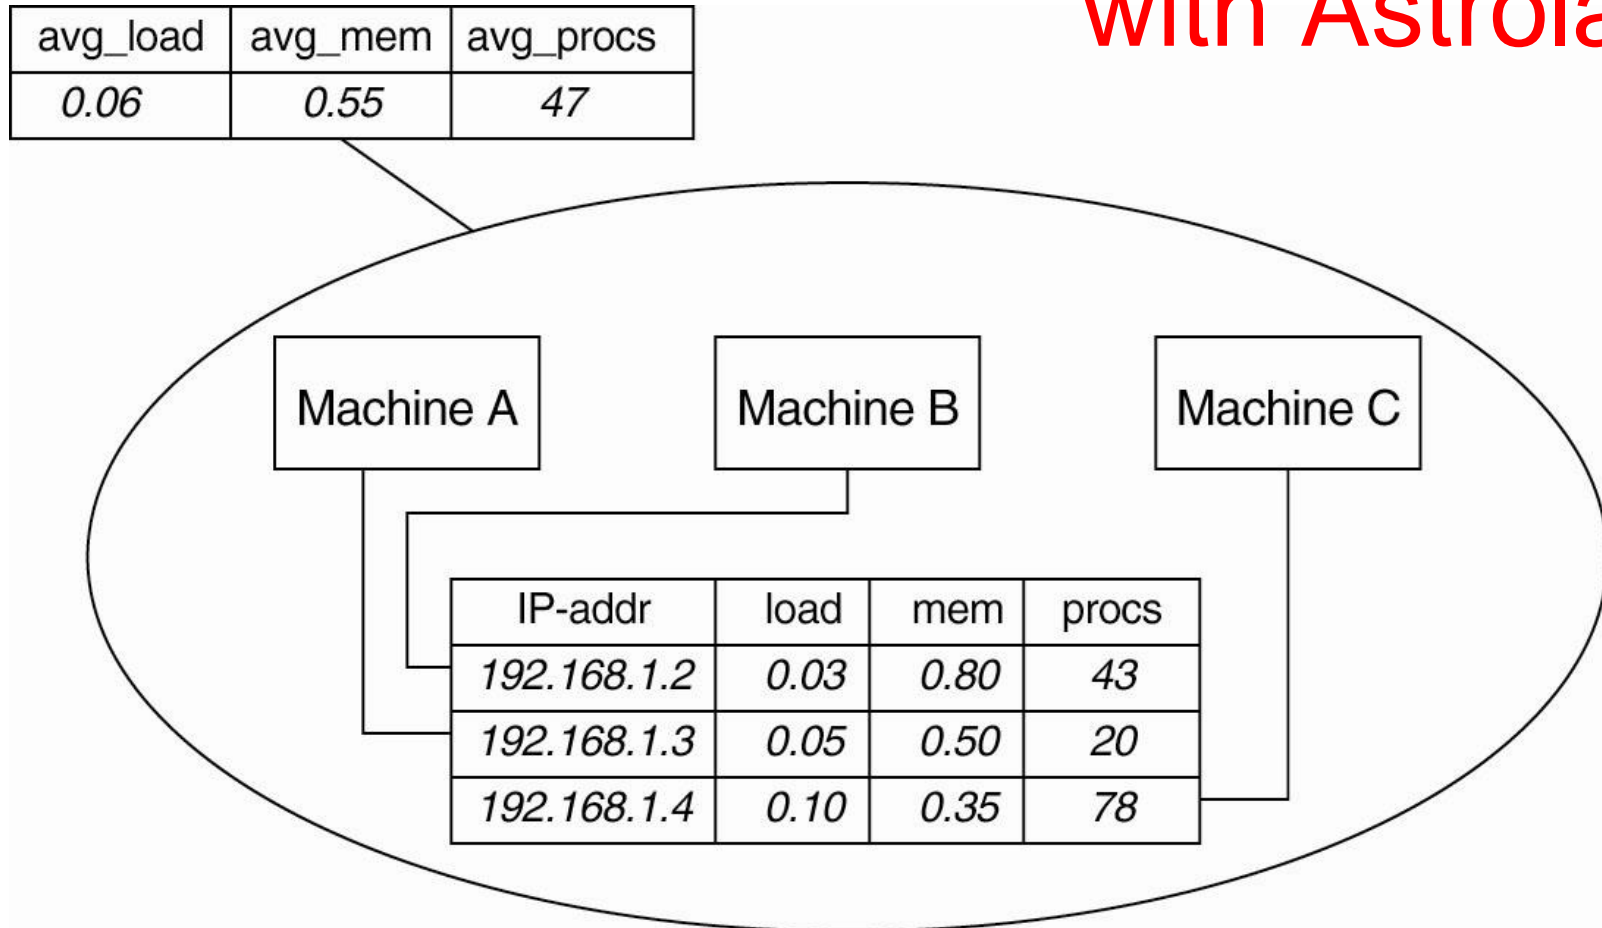 with
avg_load avg_mem avg_procs
0.06 0.55 47
Machine A Machine B Machine C
IP-addr load mem procs
192.168.1.2 0.03 0.80 43
192.168.1.3 0.05 0.50 20
192.168.1.4 0.10 0.35 78